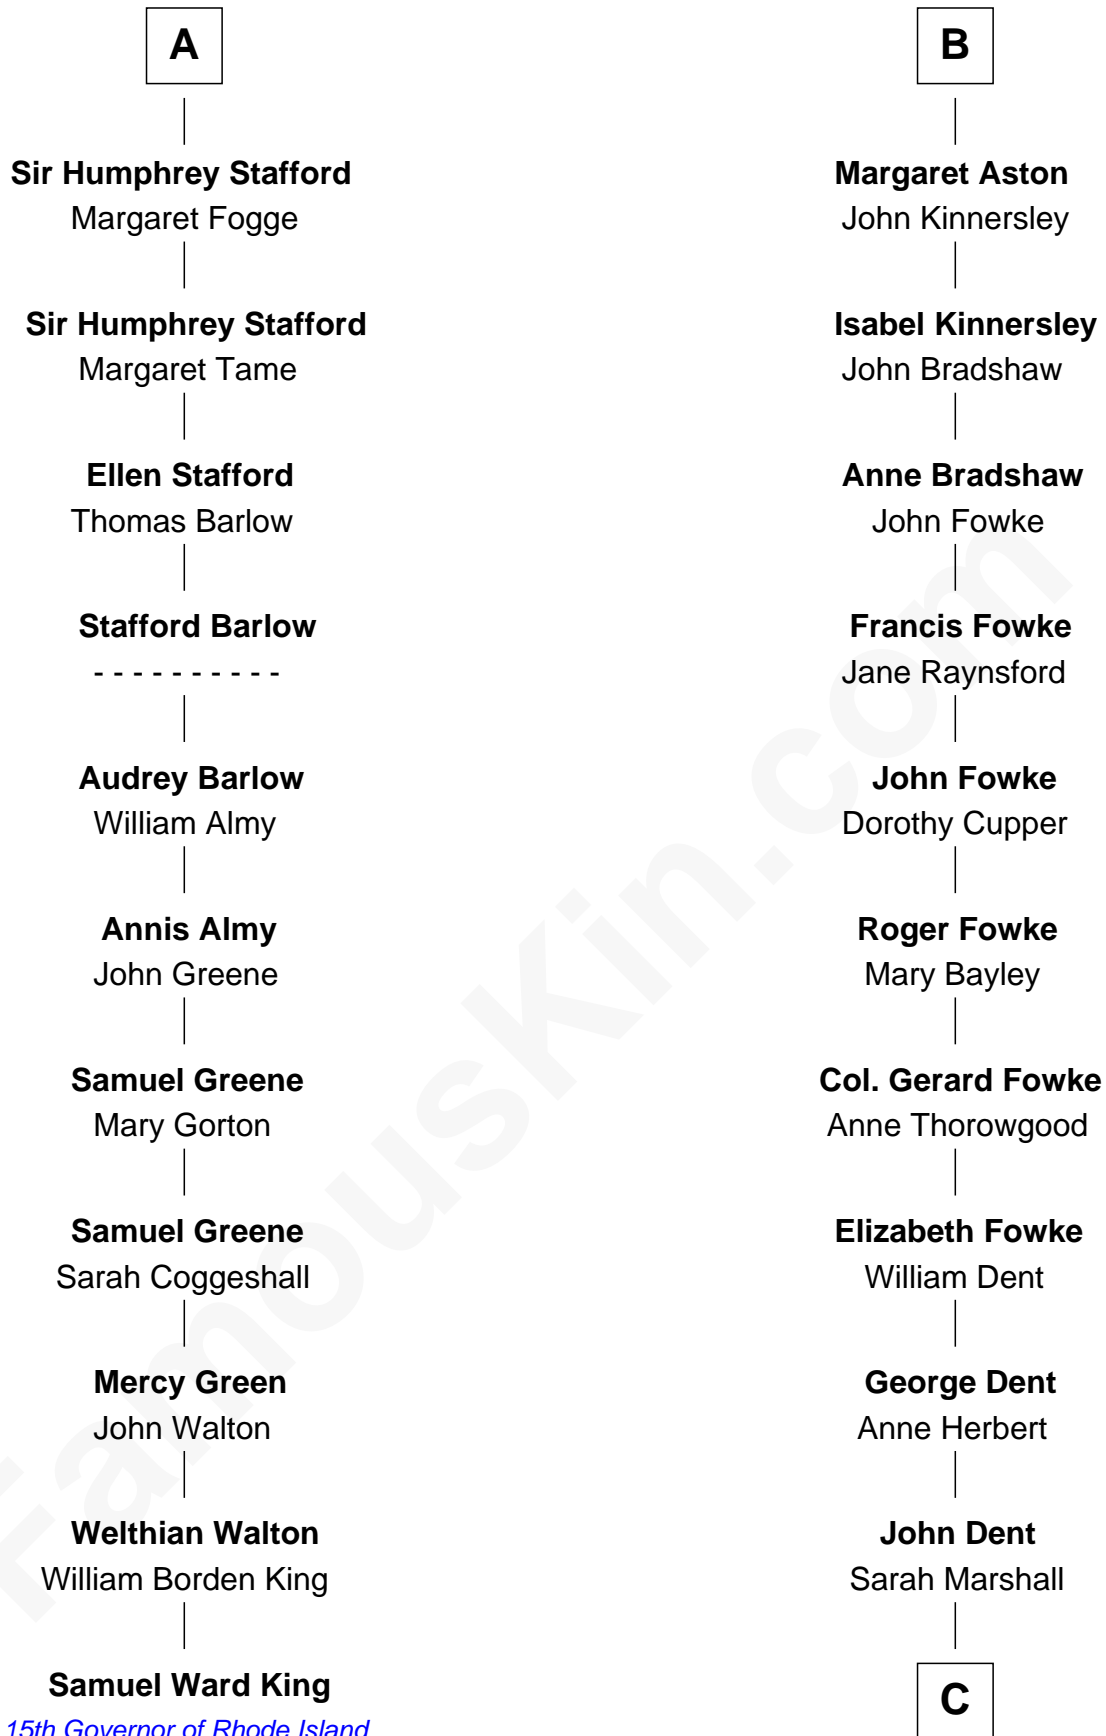 A
Sir Humphrey Stafford
Margaret Fogge
Sir Humphrey Stafford
Margaret Tame
Ellen Stafford
Thomas Barlow
Stafford Barlow
- - - - - - - - - -
Audrey Barlow
William Almy
Annis Almy
John Greene
Samuel Greene
Mary Gorton
Samuel Greene
Sarah Coggeshall
Mercy Green
John Walton
Welthian Walton
William Borden King
Samuel Ward King
15th Governor of Rhode Island
B
Margaret Aston
John Kinnersley
Isabel Kinnersley
John Bradshaw
Anne Bradshaw
John Fowke
Francis Fowke
Jane Raynsford
John Fowke
Dorothy Cupper
Roger Fowke
Mary Bayley
Col. Gerard Fowke
Anne Thorowgood
Elizabeth Fowke
William Dent
George Dent
Anne Herbert
John Dent
Sarah Marshall
C
FamousKin.com